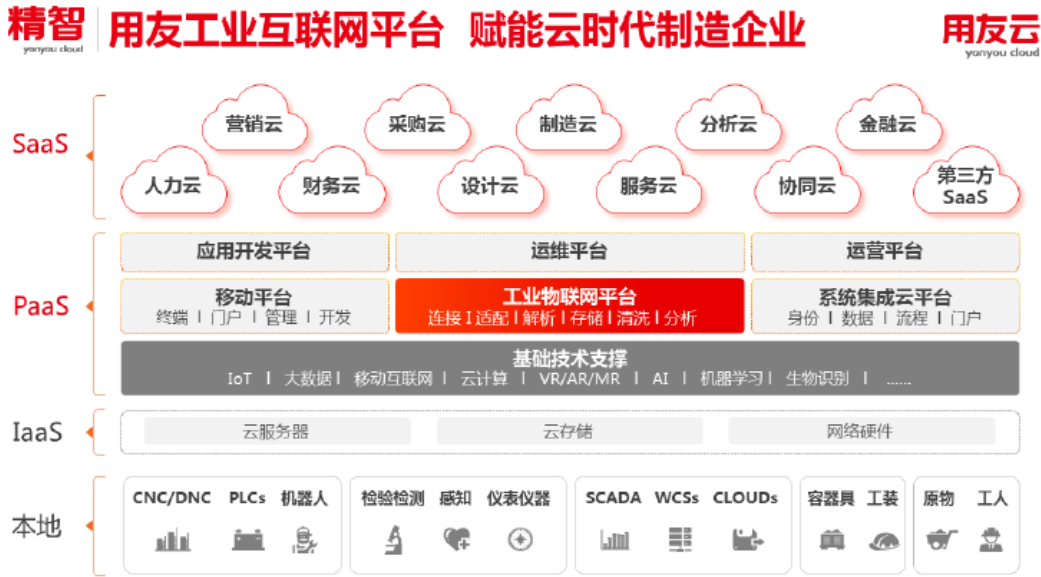 精智 用友工业互联网平台 赋能云时代制造企业 用友云
yonyou cloud yonyou cloud
SaaS
营销云 采购云 制造云 分析云 金融云
人力云 财务云 设计云 服务云 协同云 第三方
SaaS
PaaS
应用开发平台 运维平台 运营平台
移动平台 工业物联网平台 系统集成云平台
终端 | 门户 | 管理 | 开发 连接 I 适配 | 解析 | 存储 | 清洗 | 分析 身份 | 数据 | 流程 | 门户
基础技术支撑
IoT | 大数据 | 移动互联网 | 云计算 | VR/AR/MR | AI | 机器学习 | 生物识别 | ......
IaaS 云服务器 云存储 网络硬件
本地
CNC/DNC PLCs 机器人 检验检测 感知 仪表仪器 SCADA WCSs CLOUDs 容器具 工装 原物 工人